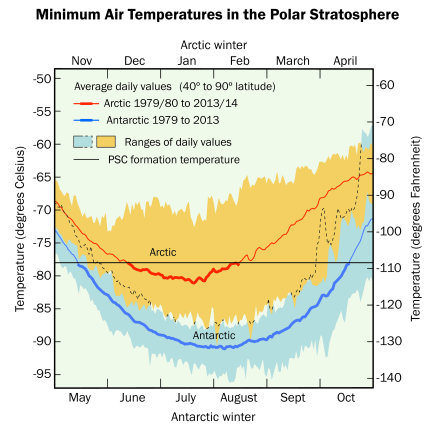 Minimum Air Temperatures in the Polar Stratosphere
Arctic winter
Nov Dec Jan Feb March April
Average daily values (40° to 90° latitude)
Arctic 1979/80 to 2013/14
Antarctic 1979 to 2013
Ranges of daily values
PSC formation temperature
Temperature (degrees Celsius)
-50
-55
-60
-65
-70
-75
-80
-85
-90
-95
Temperature (degrees Fahrenheit)
-60
-70
-80
-90
-100
-110
-120
-130
-140
Arctic
Antarctic
May June July August Sept Oct
Antarctic winter